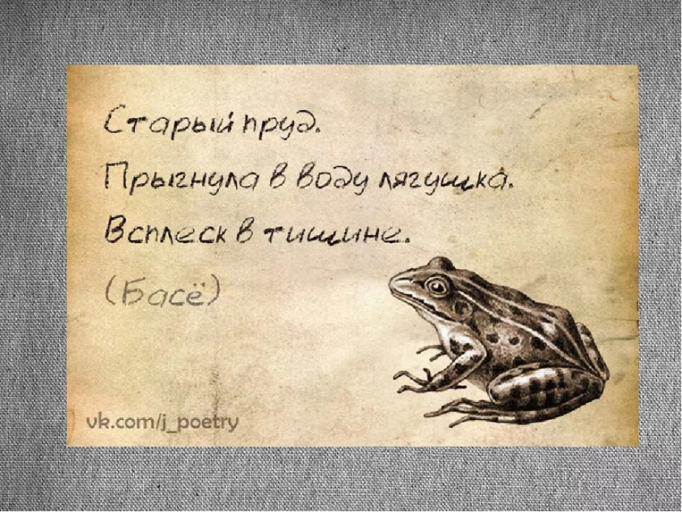 Старый пруд.
Прыгнула в воду лягушка.
Всплеск в тишине.
(Басё)
vk.com/j_poetry